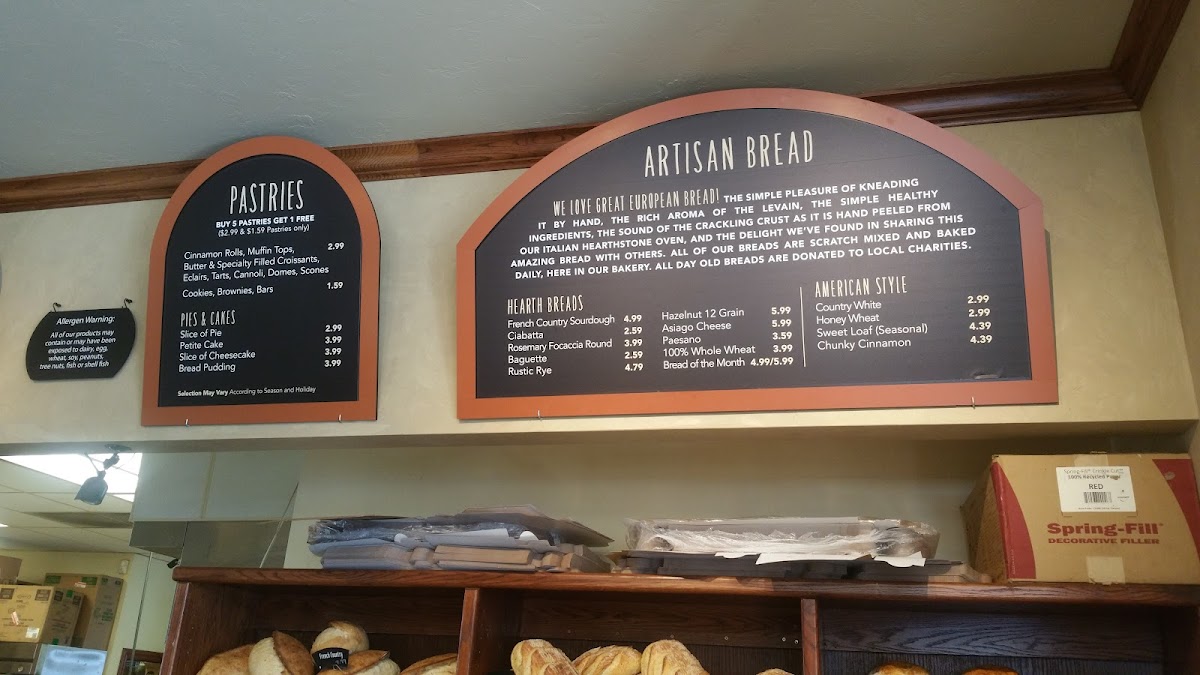 Allergen Warning:
All of our products may
contain or may have been
exposed to dairy, egg,
wheat, soy, peanuts,
tree nuts, fish or shell fish
PASTRIES
BUY 5 PASTRIES GET 1 FREE
($2.99 & $1.59 Pastries only)
Cinnamon Rolls, Muffin Tops, 2.99
Butter & Specialty Filled Croissants,
Eclairs, Tarts, Cannoli, Domes, Scones
Cookies, Brownies, Bars 1.59
PIES & CAKES
Slice of Pie 2.99
Petite Cake 3.99
Slice of Cheesecake 3.99
Bread Pudding 3.99
Selection May Vary According to Season and Holiday
ARTISAN BREAD
WE LOVE GREAT EUROPEAN BREAD! THE SIMPLE PLEASURE OF KNEADING
IT BY HAND, THE RICH AROMA OF THE LEVAIN, THE SIMPLE HEALTHY
INGREDIENTS, THE SOUND OF THE CRACKLING CRUST AS IT IS HAND PEELED FROM
OUR ITALIAN HEARTHSTONE OVEN, AND THE DELIGHT WE'VE FOUND IN SHARING THIS
AMAZING BREAD WITH OTHERS. ALL OF OUR BREADS ARE SCRATCH MIXED AND BAKED
DAILY, HERE IN OUR BAKERY. ALL DAY OLD BREADS ARE DONATED TO LOCAL CHARITIES.
HEARTH BREADS
French Country Sourdough 4.99
Ciabatta 2.59
Rosemary Focaccia Round 3.99
Baguette 2.59
Rustic Rye 4.79
Hazelnut 12 Grain 5.99
Asiago Cheese 5.99
Paesano 3.59
100% Whole Wheat 3.99
Bread of the Month 4.99/5.99
AMERICAN STYLE
Country White 2.99
Honey Wheat 2.99
Sweet Loaf (Seasonal) 4.39
Chunky Cinnamon 4.39
100% Recycled
RED
Spring-Fill
DECORATIVE FILLER
French Country